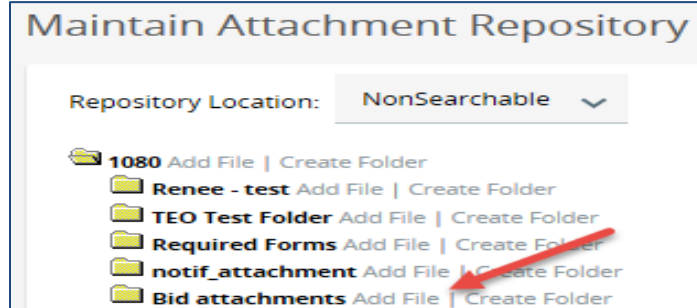 Maintain Attachment Repository
Repository Location: NonSearchable
1080 Add File | Create Folder
Renee - test Add File | Create Folder
TEO Test Folder Add File | Create Folder
Required Forms Add File | Create Folder
notif_attachment Add File | Create Folder
Bid attachments Add File | Create Folder